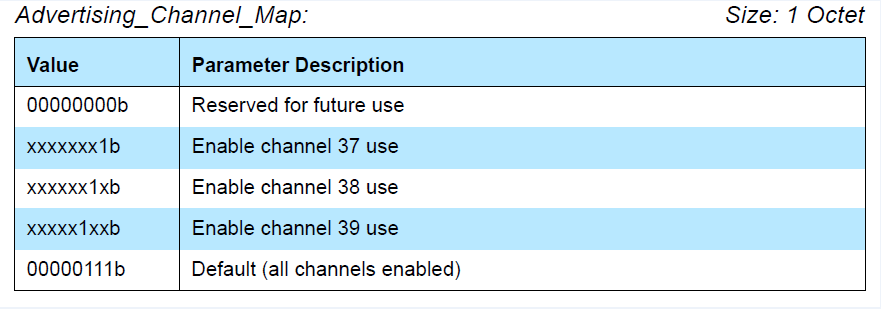 Advertising_Channel_Map: Size: 1 Octet
Value Parameter Description
00000000b Reserved for future use
xxxxxxx1b Enable channel 37 use
xxxxxx1xb Enable channel 38 use
xxxxx1xxb Enable channel 39 use
00000111b Default (all channels enabled)